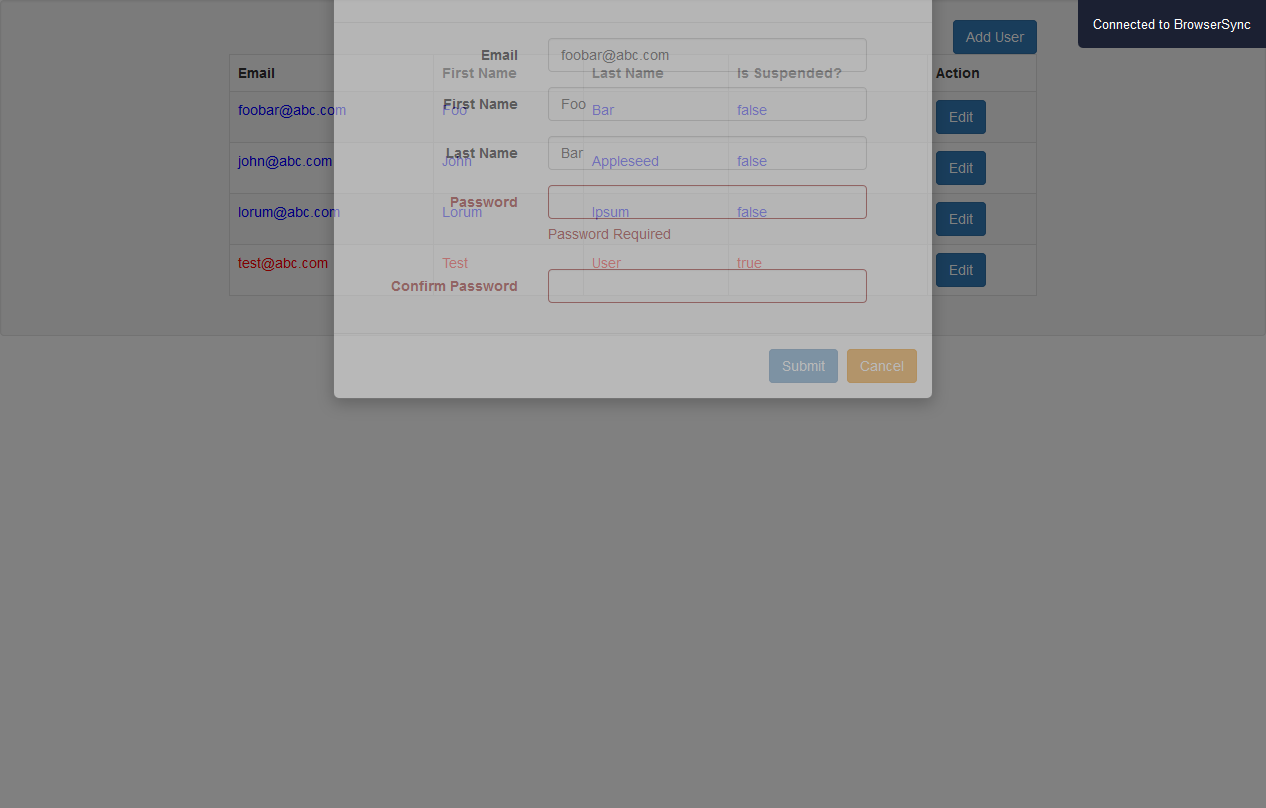 Connected to BrowserSync
Add User
Email First Name Last Name Is Suspended? Action
foobar@abc.com Foo Bar false Edit
john@abc.com John Appleseed false Edit
lorum@abc.com Lorum Ipsum false Edit
test@abc.com Test User true Edit
Email foobar@abc.com
First Name Foo
Last Name Bar
Password
Password Required
Confirm Password
Submit Cancel